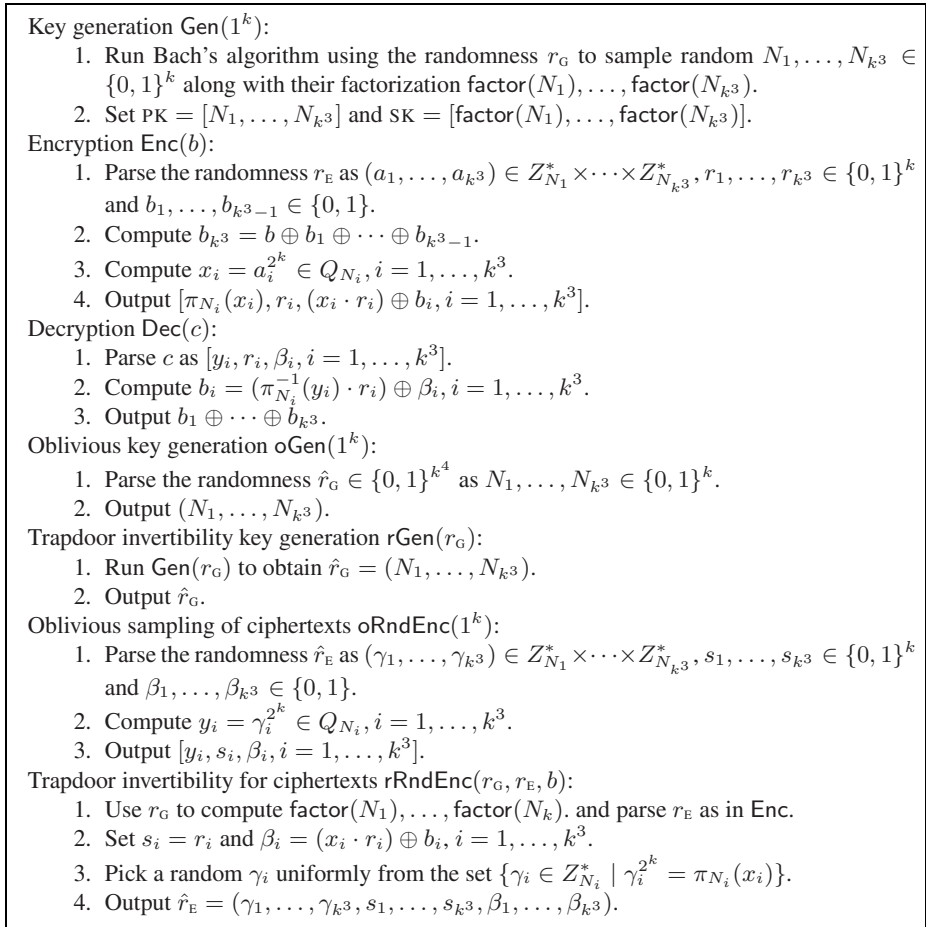 Key generation Gen(1^k):
1. Run Bach's algorithm using the randomness r_G to sample random N_1, . . . , N_{k^3} ∈
{0, 1}^k along with their factorization factor(N_1), . . . , factor(N_{k^3}).
2. Set PK = [N_1, . . . , N_{k^3}] and SK = [factor(N_1), . . . , factor(N_{k^3})].
Encryption Enc(b):
1. Parse the randomness r_E as (a_1, . . . , a_{k^3}) ∈ Z^*_{N_1} × · · · × Z^*_{N_{k^3}}, r_1, . . . , r_{k^3} ∈ {0, 1}^k
and b_1, . . . , b_{k^3−1} ∈ {0, 1}.
2. Compute b_{k^3} = b ⊕ b_1 ⊕ · · · ⊕ b_{k^3−1}.
3. Compute x_i = a_i^{2^k} ∈ Q_{N_i}, i = 1, . . . , k^3.
4. Output [π_{N_i}(x_i), r_i, (x_i · r_i) ⊕ b_i, i = 1, . . . , k^3].
Decryption Dec(c):
1. Parse c as [y_i, r_i, β_i, i = 1, . . . , k^3].
2. Compute b_i = (π^{−1}_{N_i}(y_i) · r_i) ⊕ β_i, i = 1, . . . , k^3.
3. Output b_1 ⊕ · · · ⊕ b_{k^3}.
Oblivious key generation oGen(1^k):
1. Parse the randomness r̂_G ∈ {0, 1}^{k^4} as N_1, . . . , N_{k^3} ∈ {0, 1}^k.
2. Output (N_1, . . . , N_{k^3}).
Trapdoor invertibility key generation rGen(r_G):
1. Run Gen(r_G) to obtain r̂_G = (N_1, . . . , N_{k^3}).
2. Output r̂_G.
Oblivious sampling of ciphertexts oRndEnc(1^k):
1. Parse the randomness r̂_E as (γ_1, . . . , γ_{k^3}) ∈ Z^*_{N_1} × · · · × Z^*_{N_{k^3}}, s_1, . . . , s_{k^3} ∈ {0, 1}^k
and β_1, . . . , β_{k^3} ∈ {0, 1}.
2. Compute y_i = γ_i^{2^k} ∈ Q_{N_i}, i = 1, . . . , k^3.
3. Output [y_i, s_i, β_i, i = 1, . . . , k^3].
Trapdoor invertibility for ciphertexts rRndEnc(r_G, r_E, b):
1. Use r_G to compute factor(N_1), . . . , factor(N_k). and parse r_E as in Enc.
2. Set s_i = r_i and β_i = (x_i · r_i) ⊕ b_i, i = 1, . . . , k^3.
3. Pick a random γ_i uniformly from the set {γ_i ∈ Z^*_{N_i} | γ_i^{2^k} = π_{N_i}(x_i)}.
4. Output r̂_E = (γ_1, . . . , γ_{k^3}, s_1, . . . , s_{k^3}, β_1, . . . , β_{k^3}).